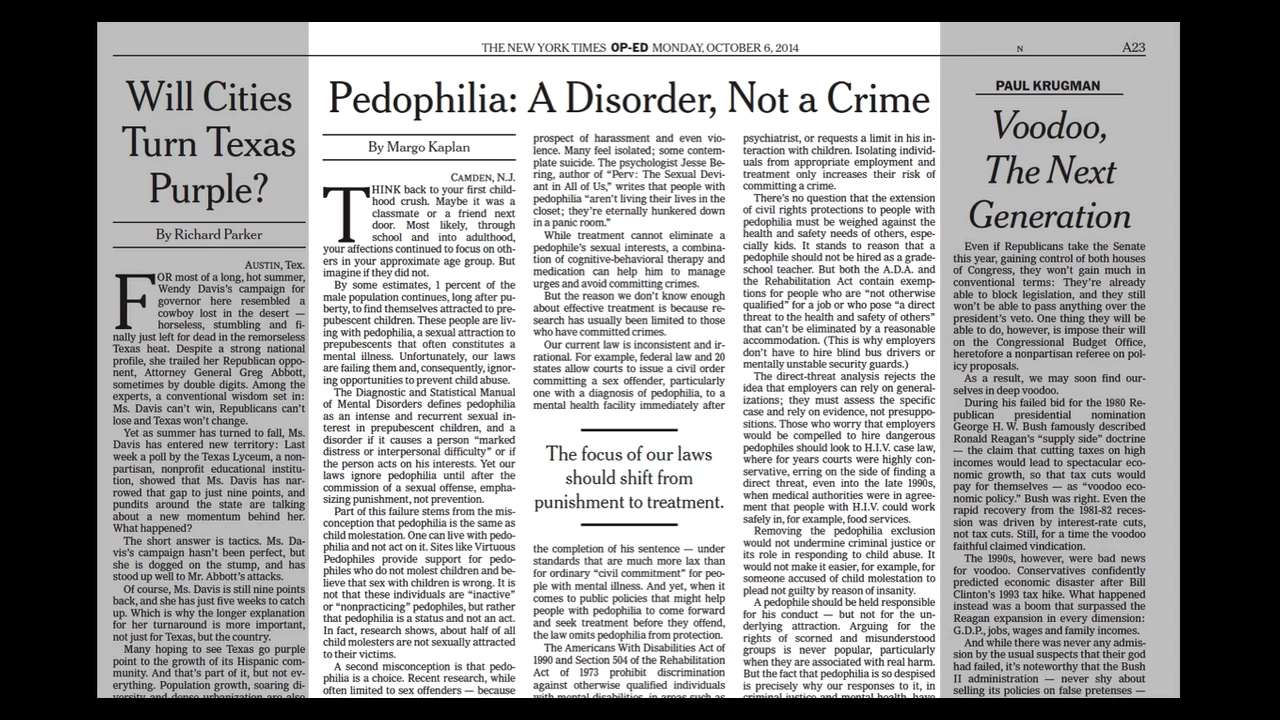 THE NEW YORK TIMES OP-ED MONDAY, OCTOBER 6, 2014
N
A23
Will Cities
Turn Texas
Purple?
By Richard Parker
AUSTIN, Tex.
FOR most of a long, hot summer,
Wendy Davis's campaign for
governor here resembled a
cowboy lost in the desert —
horseless, stumbling and fi-
nally just left for dead in the remorseless
Texas heat. Despite a strong national
profile, she trailed her Republican oppo-
nent, Attorney General Greg Abbott,
sometimes by double digits. Among the
experts, a conventional wisdom set in:
Ms. Davis can't win, Republicans can't
lose and Texas won't change.
Yet as summer has turned to fall, Ms.
Davis has entered new territory: Last
week a poll by the Texas Lyceum, a non-
partisan, nonprofit educational institu-
tion, showed that Ms. Davis has nar-
rowed that gap to just nine points, and
pundits around the state are talking
about a new momentum behind her.
What happened?
The short answer is tactics. Ms. Da-
vis's campaign hasn't been perfect, but
she is dogged on the stump, and has
stood up well to Mr. Abbott's attacks.
Of course, Ms. Davis is still nine points
back, and she has just five weeks to catch
up. Which is why the longer explanation
for her turnaround is more important,
not just for Texas, but the country.
Many hoping to see Texas go purple
point to the growth of its Hispanic com-
munity. And that's part of it, but not ev-
erything. Population growth, soaring di-
versity and dense urbanization are also
Pedophilia: A Disorder, Not a Crime
By Margo Kaplan
CAMDEN, N.J.
THINK back to your first child-
hood crush. Maybe it was a
classmate or a friend next
door. Most likely, through
school and into adulthood,
your affections continued to focus on oth-
ers in your approximate age group. But
imagine if they did not.
By some estimates, 1 percent of the
male population continues, long after pu-
berty, to find themselves attracted to pre-
pubescent children. These people are liv-
ing with pedophilia, a sexual attraction to
prepubescents that often constitutes a
mental illness. Unfortunately, our laws
are failing them and, consequently, ignor-
ing opportunities to prevent child abuse.
The Diagnostic and Statistical Manual
of Mental Disorders defines pedophilia
as an intense and recurrent sexual in-
terest in prepubescent children, and a
disorder if it causes a person “marked
distress or interpersonal difficulty” or if
the person acts on his interests. Yet our
laws ignore pedophilia until after the
commission of a sexual offense, empha-
sizing punishment, not prevention.
Part of this failure stems from the mis-
conception that pedophilia is the same as
child molestation. One can live with pedo-
philia and not act on it. Sites like Virtuous
Pedophiles provide support for pedo-
philes who do not molest children and be-
lieve that sex with children is wrong. It is
not that these individuals are “inactive”
or “nonpracticing” pedophiles, but rather
that pedophilia is a status and not an act.
In fact, research shows, about half of all
child molesters are not sexually attracted
to their victims.
A second misconception is that pedo-
philia is a choice. Recent research, while
often limited to sex offenders — because
prospect of harassment and even vio-
lence. Many feel isolated; some contem-
plate suicide. The psychologist Jesse Be-
ring, author of “Perv: The Sexual Devi-
ant in All of Us,” writes that people with
pedophilia “aren't living their lives in the
closet; they're eternally hunkered down
in a panic room.”
While treatment cannot eliminate a
pedophile's sexual interests, a combina-
tion of cognitive-behavioral therapy and
medication can help him to manage
urges and avoid committing crimes.
But the reason we don't know enough
about effective treatment is because re-
search has usually been limited to those
who have committed crimes.
Our current law is inconsistent and ir-
rational. For example, federal law and 20
states allow courts to issue a civil order
committing a sex offender, particularly
one with a diagnosis of pedophilia, to a
mental health facility immediately after
The focus of our laws
should shift from
punishment to treatment.
the completion of his sentence — under
standards that are much more lax than
for ordinary “civil commitment” for peo-
ple with mental illness. And yet, when it
comes to public policies that might help
people with pedophilia to come forward
and seek treatment before they offend,
the law omits pedophilia from protection.
The Americans With Disabilities Act of
1990 and Section 504 of the Rehabilitation
Act of 1973 prohibit discrimination
against otherwise qualified individuals
with mental disabilities, in areas such as
psychiatrist, or requests a limit in his in-
teraction with children. Isolating individ-
uals from appropriate employment and
treatment only increases their risk of
committing a crime.
There's no question that the extension
of civil rights protections to people with
pedophilia must be weighed against the
health and safety needs of others, espe-
cially kids. It stands to reason that a
pedophile should not be hired as a grade-
school teacher. But both the A.D.A. and
the Rehabilitation Act contain exemp-
tions for people who are “not otherwise
qualified” for a job or who pose “a direct
threat to the health and safety of others”
that can't be eliminated by a reasonable
accommodation. (This is why employers
don't have to hire blind bus drivers or
mentally unstable security guards.)
The direct-threat analysis rejects the
idea that employers can rely on general-
izations; they must assess the specific
case and rely on evidence, not presuppo-
sitions. Those who worry that employers
would be compelled to hire dangerous
pedophiles should look to H.I.V. case law,
where for years courts were highly con-
servative, erring on the side of finding a
direct threat, even into the late 1990s,
when medical authorities were in agree-
ment that people with H.I.V. could work
safely in, for example, food services.
Removing the pedophilia exclusion
would not undermine criminal justice or
its role in responding to child abuse. It
would not make it easier, for example, for
someone accused of child molestation to
plead not guilty by reason of insanity.
A pedophile should be held responsible
for his conduct — but not for the un-
derlying attraction. Arguing for the
rights of scorned and misunderstood
groups is never popular, particularly
when they are associated with real harm.
But the fact that pedophilia is so despised
is precisely why our responses to it, in
criminal justice and mental health, have
PAUL KRUGMAN
Voodoo,
The Next
Generation
Even if Republicans take the Senate
this year, gaining control of both houses
of Congress, they won't gain much in
conventional terms: They're already
able to block legislation, and they still
won't be able to pass anything over the
president's veto. One thing they will be
able to do, however, is impose their will
on the Congressional Budget Office,
heretofore a nonpartisan referee on pol-
icy proposals.
As a result, we may soon find our-
selves in deep voodoo.
During his failed bid for the 1980 Re-
publican presidential nomination
George H. W. Bush famously described
Ronald Reagan's “supply side” doctrine
— the claim that cutting taxes on high
incomes would lead to spectacular eco-
nomic growth, so that tax cuts would
pay for themselves — as “voodoo eco-
nomic policy.” Bush was right. Even the
rapid recovery from the 1981-82 reces-
sion was driven by interest-rate cuts,
not tax cuts. Still, for a time the voodoo
faithful claimed vindication.
The 1990s, however, were bad news
for voodoo. Conservatives confidently
predicted economic disaster after Bill
Clinton's 1993 tax hike. What happened
instead was a boom that surpassed the
Reagan expansion in every dimension:
G.D.P., jobs, wages and family incomes.
And while there was never any admis-
sion by the usual suspects that their god
had failed, it's noteworthy that the Bush
II administration — never shy about
selling its policies on false pretenses —